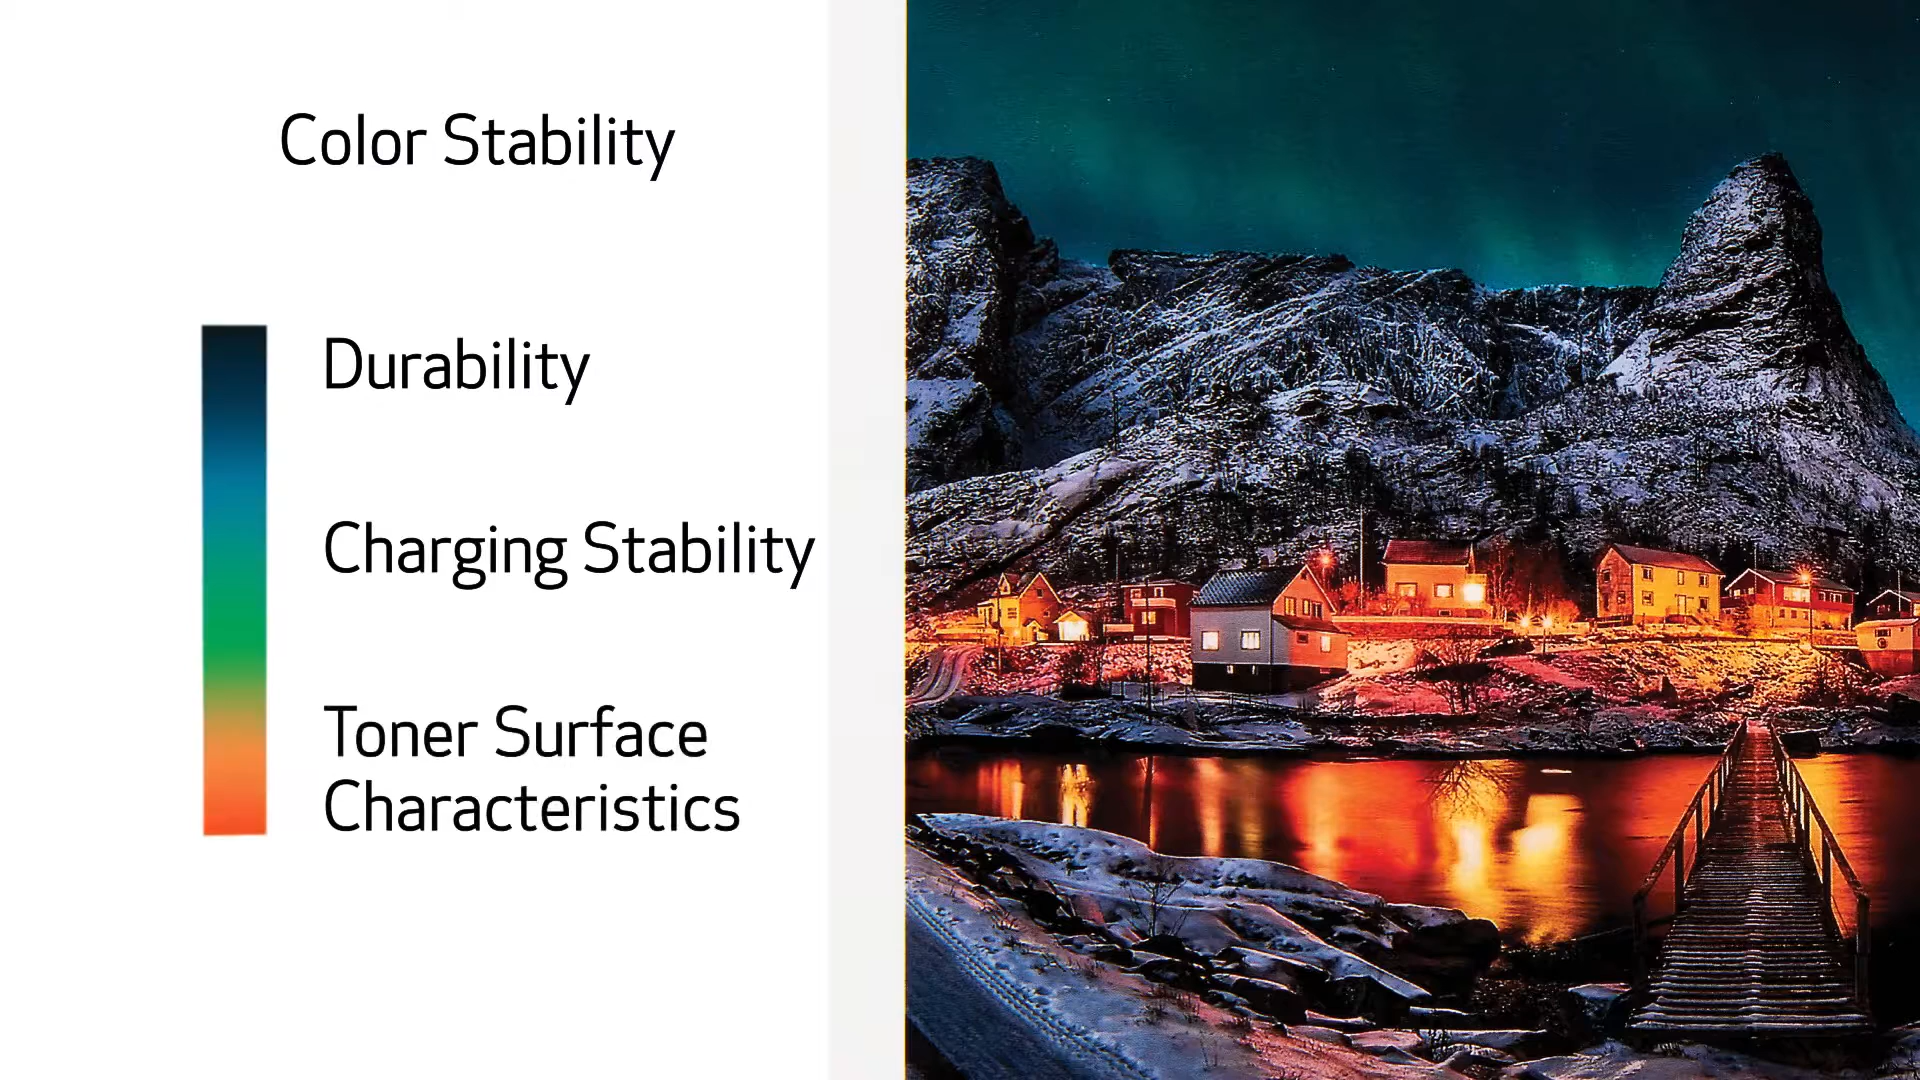 Color Stability
Durability
Charging Stability
Toner Surface
Characteristics